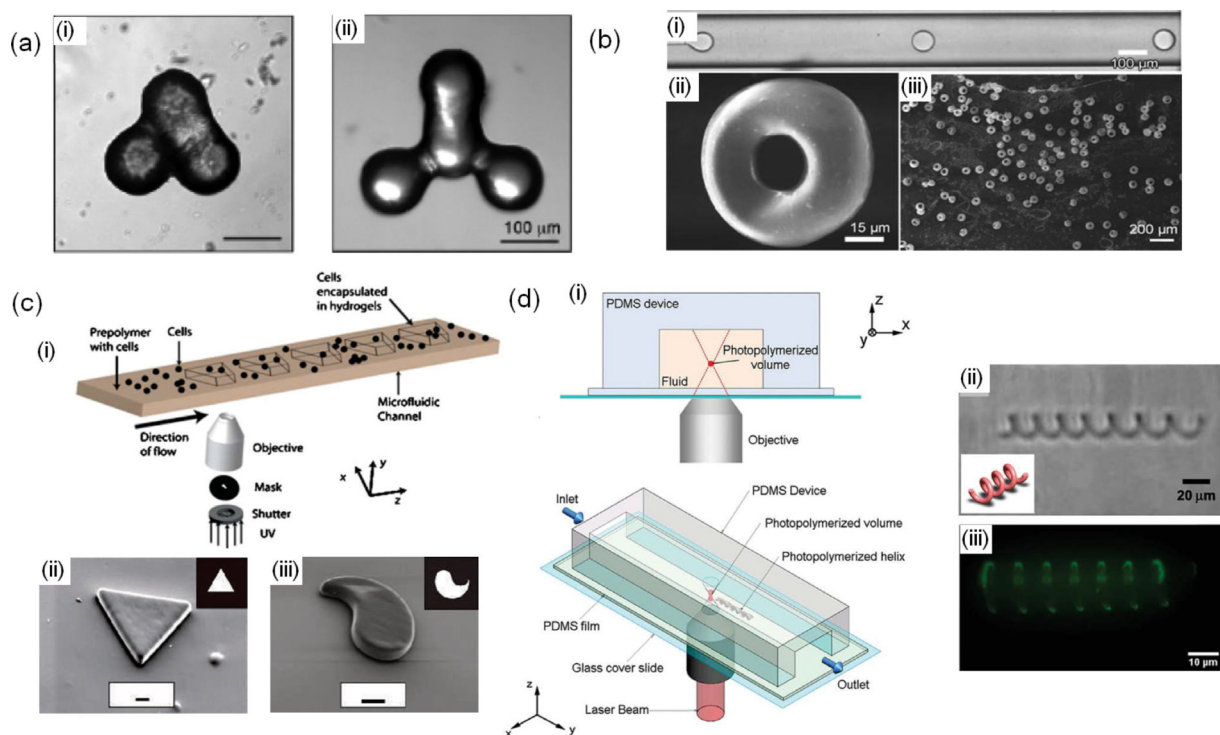 (a)
(i)
(ii)
100 µm
(b)
(i)
100 µm
(ii)
15 µm
(iii)
200 µm
(c)
(i)
Prepolymer
with cells
Cells
Cells
encapsulated
in hydrogels
Microfluidic
Channel
Direction
of flow
Objective
Mask
Shutter
UV
x
y
z
(ii)
(iii)
(d)
(i)
PDMS device
Photopolymerized
volume
Fluid
Objective
z
y
x
Inlet
PDMS Device
Photopolymerized volume
Photopolymerized helix
PDMS film
Glass cover slide
Outlet
Laser Beam
z
x
y
(ii)
20 µm
(iii)
10 µm